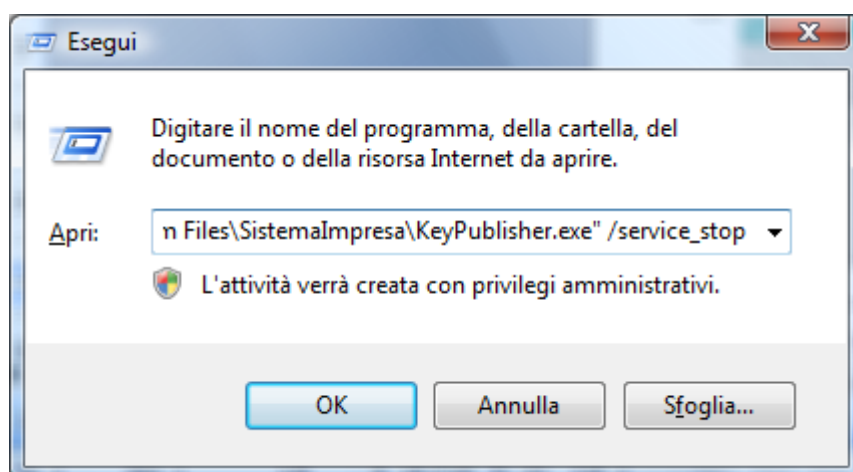 Esegui
Digitare il nome del programma, della cartella, del
documento o della risorsa Internet da aprire.
Apri: n Files\SistemaImpresa\KeyPublisher.exe" /service_stop
L'attività verrà creata con privilegi amministrativi.
OK Annulla Sfoglia...